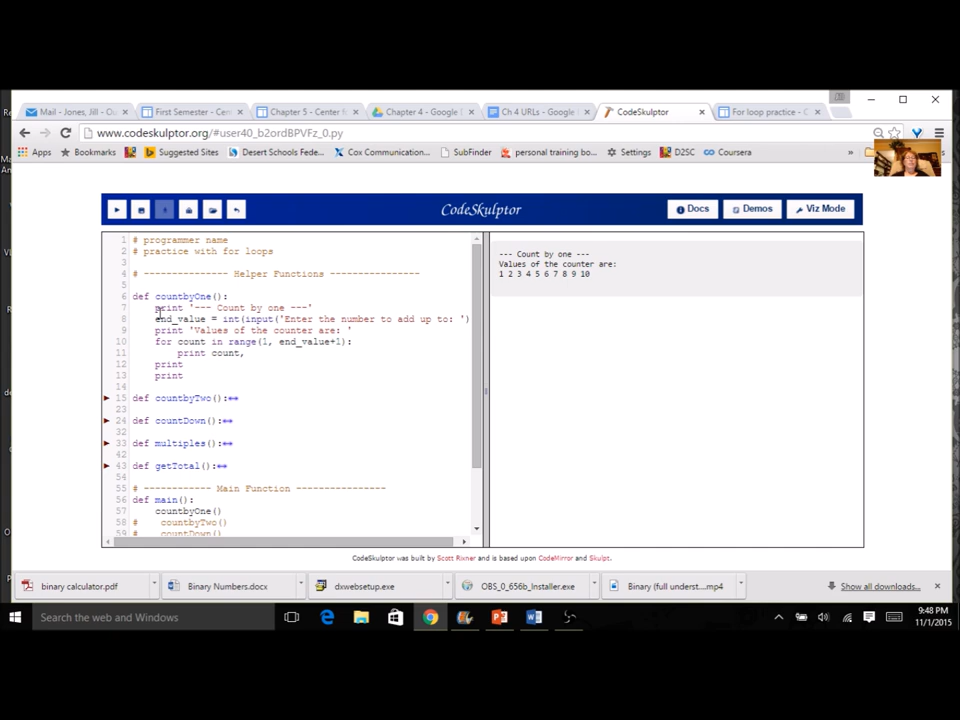 Mail - Jones, Jill - Ou
First Semester - Cent
Chapter 5 - Center f
Chapter 4 - Google D
Ch 4 URLs - Google D
CodeSkulptor
For loop practice - G
www.codeskulptor.org/#user40_b2ordBPVFz_0.py
Apps
Bookmarks
Suggested Sites
Desert Schools Fede...
Cox Communication...
SubFinder
personal training bo...
Settings
D2SC
Coursera
»
CodeSkulptor
Docs
Demos
Viz Mode
1 # programmer name
2 # practice with for loops
3
4 # --------------- Helper Functions ----------------
5
6 def countbyOne():
7 print '--- Count by one ---'
8 end_value = int(input('Enter the number to add up to: ')
9 print 'Values of the counter are: '
10 for count in range(1, end_value+1):
11 print count,
12 print
13 print
14
15 def countbyTwo():
23
24 def countDown():
32
33 def multiples():
42
43 def getTotal():
54
55 # ------------ Main Function ----------------
56 def main():
57 countbyOne()
58 # countbyTwo()
59 # countDown()
--- Count by one ---
Values of the counter are:
1 2 3 4 5 6 7 8 9 10
CodeSkulptor was built by Scott Rixner and is based upon CodeMirror and Skulpt.
binary calculator.pdf
Binary Numbers.docx
dxwebsetup.exe
OBS_0_656b_Installer.exe
Binary (full underst....mp4
Show all downloads...
Search the web and Windows
9:48 PM
11/1/2015